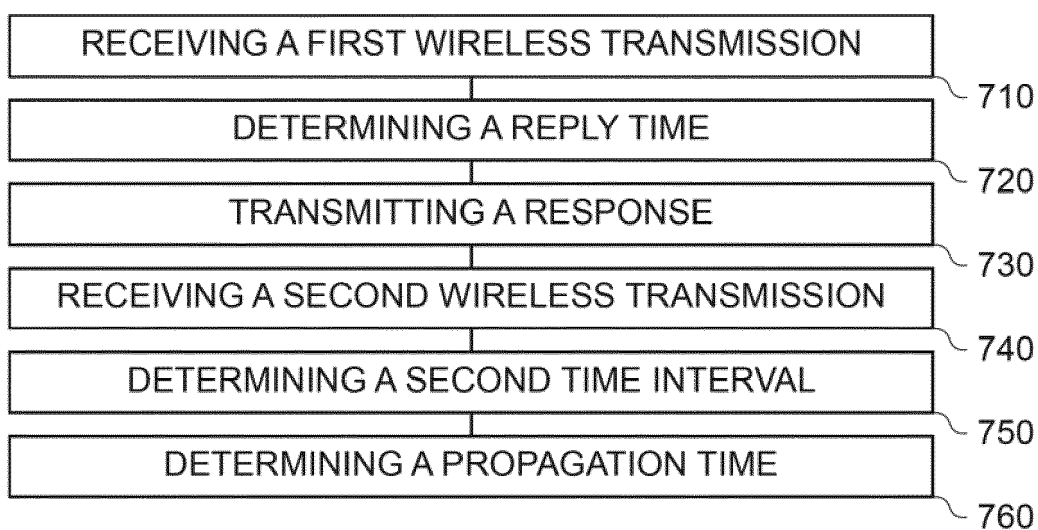 RECEIVING A FIRST WIRELESS TRANSMISSION
710
DETERMINING A REPLY TIME
720
TRANSMITTING A RESPONSE
730
RECEIVING A SECOND WIRELESS TRANSMISSION
740
DETERMINING A SECOND TIME INTERVAL
750
DETERMINING A PROPAGATION TIME
760